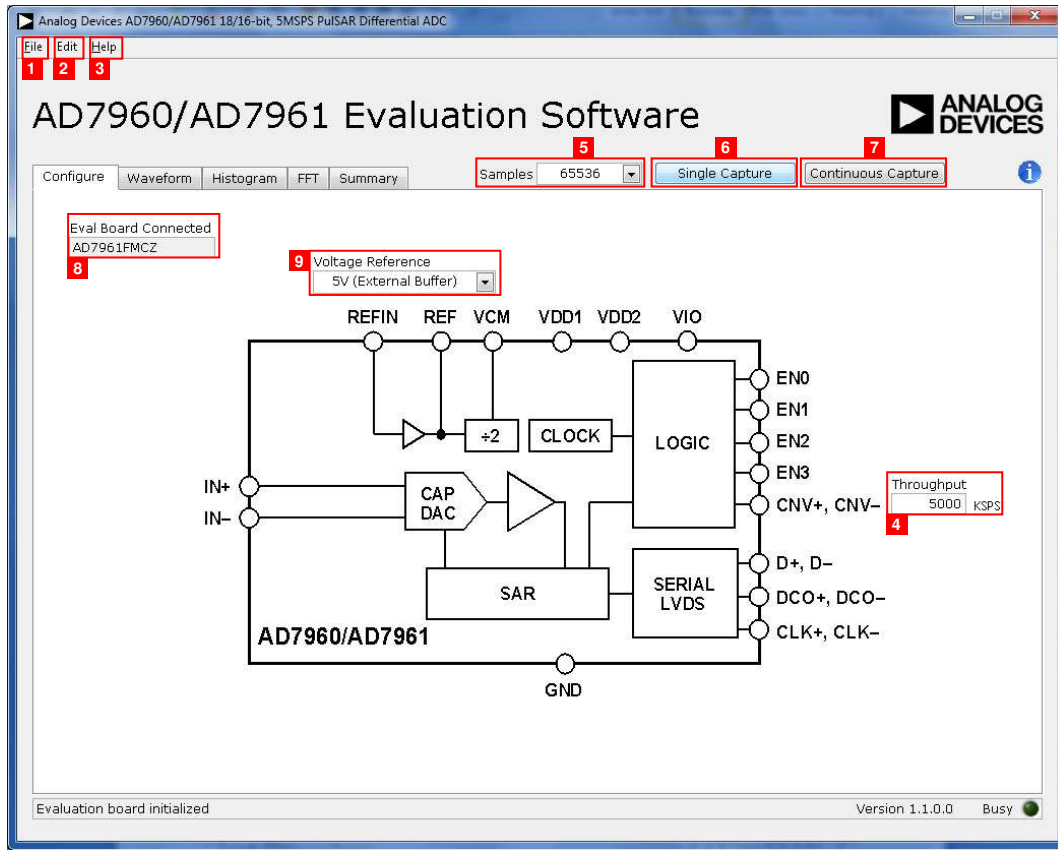 Analog Devices AD7960/AD7961 18/16-bit, 5MSPS PulSAR Differential ADC
File Edit Help
1 2 3
AD7960/AD7961 Evaluation Software
ANALOG
DEVICES
5 6 7
Configure Waveform Histogram FFT Summary
Samples 65536 Single Capture Continuous Capture i
Eval Board Connected
AD7961FMCZ
8
9 Voltage Reference
5V (External Buffer)
REFIN REF VCM VDD1 VDD2 VIO
EN0
EN1
÷2 CLOCK LOGIC EN2
EN3
IN+
IN–
CAP
DAC
CNV+, CNV–
Throughput
5000 KSPS
4
D+, D–
SAR
SERIAL
LVDS
DCO+, DCO–
CLK+, CLK–
AD7960/AD7961
GND
Evaluation board initialized Version 1.1.0.0 Busy